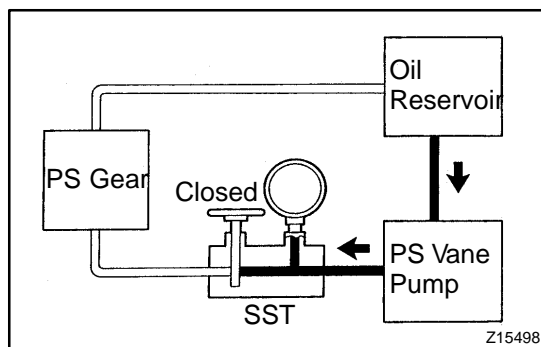 Oil
Reservoir
PS Gear
Closed
PS Vane
Pump
SST
Z15498